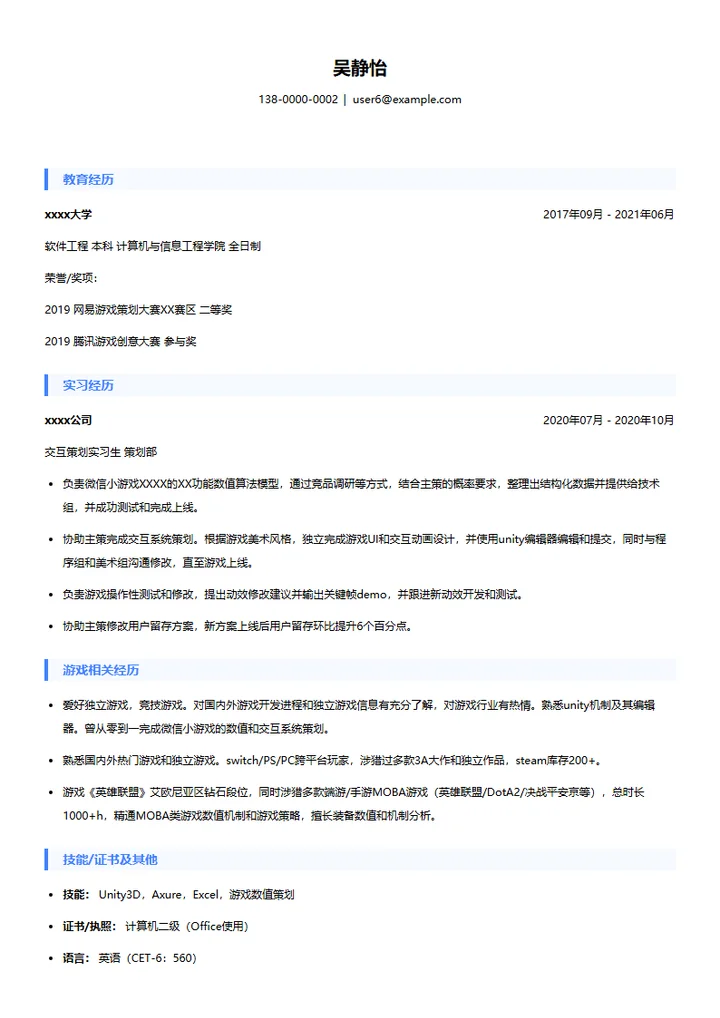 吴静怡
138-0000-0002 | user6@example.com
教育经历
xxxx大学 2017年09月 - 2021年06月
软件工程 本科 计算机与信息工程学院 全日制
荣誉/奖项：
2019 网易游戏策划大赛XX赛区 二等奖
2019 腾讯游戏创意大赛 参与奖
实习经历
xxxx公司 2020年07月 - 2020年10月
交互策划实习生 策划部
• 负责微信小游戏XXXX的XX功能数值算法模型，通过竞品调研等方式，结合主策的概率要求，整理出结构化数据并提供给技术
组，并成功测试和完成上线。
• 协助主策完成交互系统策划。根据游戏美术风格，独立完成游戏UI和交互动画设计，并使用unity编辑器编辑和提交，同时与程
序组和美术组沟通修改，直至游戏上线。
• 负责游戏操作性测试和修改，提出动效修改建议并输出关键帧demo，并跟进新动效开发和测试。
• 协助主策修改用户留存方案，新方案上线后用户留存环比提升6个百分点。
游戏相关经历
• 爱好独立游戏，竞技游戏。对国内外游戏开发进程和独立游戏信息有充分了解，对游戏行业有热情。熟悉unity机制及其编辑
器。曾从零到一完成微信小游戏的数值和交互系统策划。
• 熟悉国内外热门游戏和独立游戏。switch/PS/PC跨平台玩家，涉猎过多款3A大作和独立作品，steam库存200+。
• 游戏《英雄联盟》艾欧尼亚区钻石段位，同时涉猎多款端游/手游MOBA游戏（英雄联盟/DotA2/决战平安京等），总时长
1000+h，精通MOBA类游戏数值机制和游戏策略，擅长装备数值和机制分析。
技能/证书及其他
• 技能： Unity3D，Axure，Excel，游戏数值策划
• 证书/执照： 计算机二级（Office使用）
• 语言： 英语（CET-6：560）